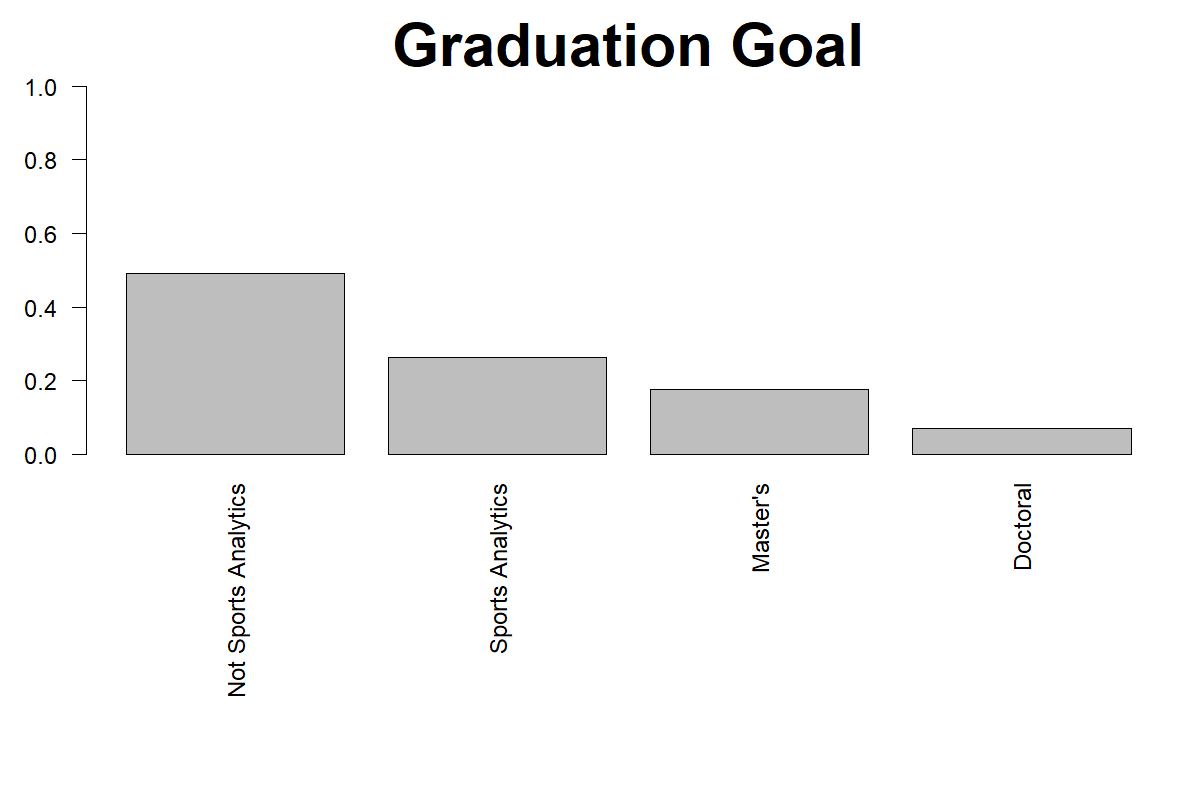 Graduation Goal
1.0
0.8
0.6
0.4
0.2
0.0
Not Sports Analytics
Sports Analytics
Master's
Doctoral